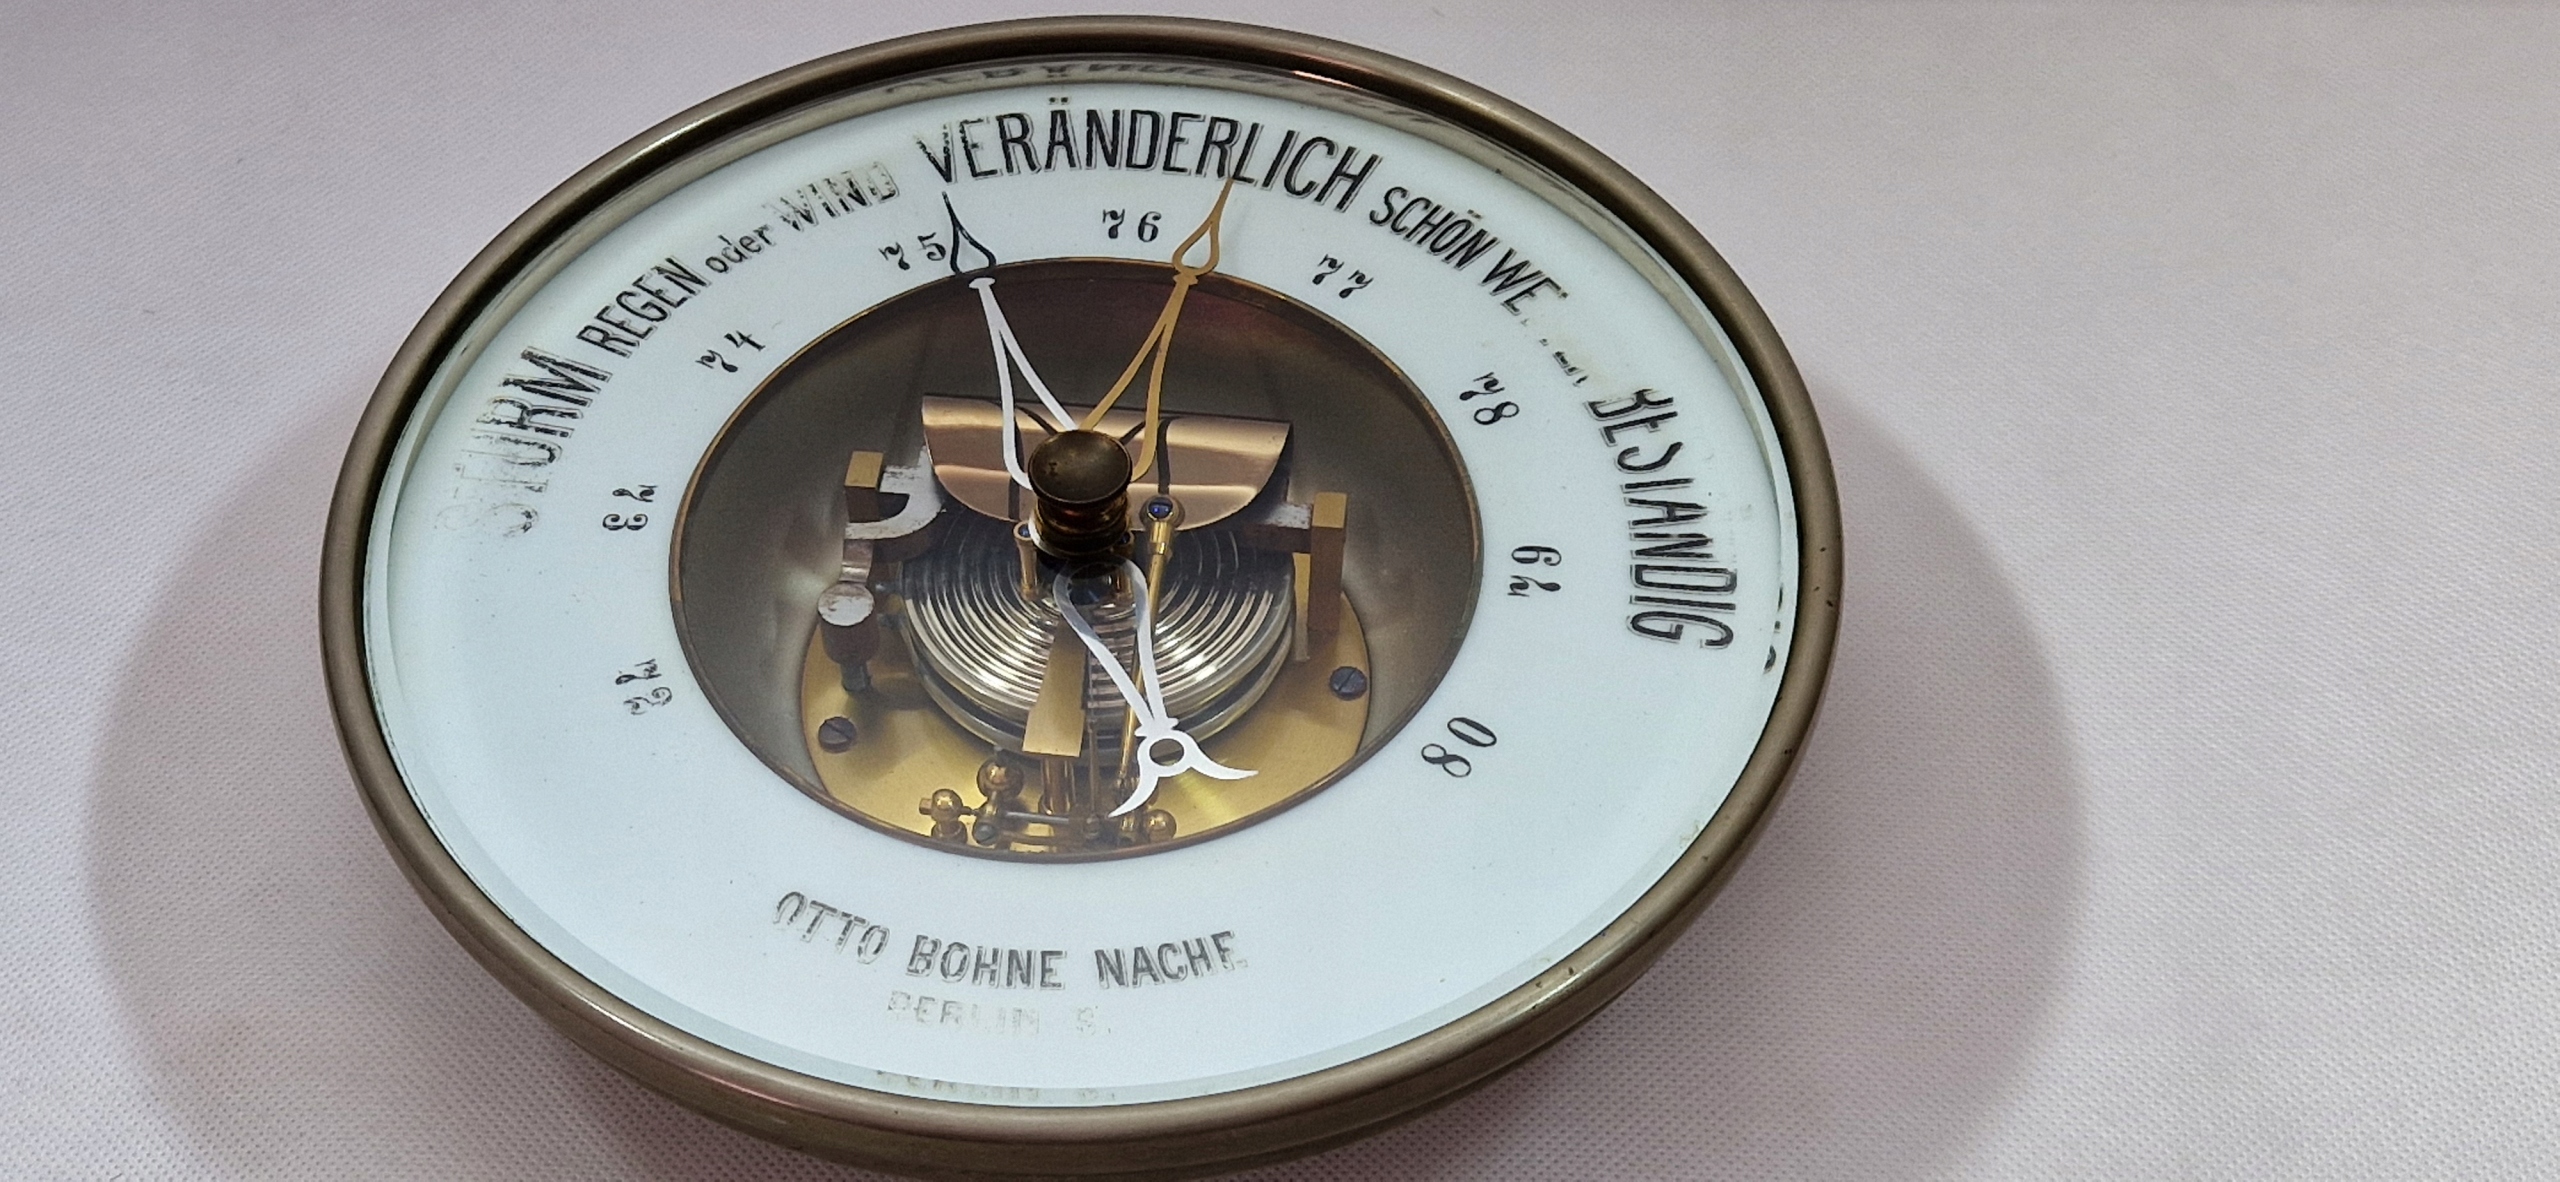 STURM REGEN oder WIND VERÄNDERLICH SCHÖN WE BESTÄNDIG
72 73 74 75 76 77 78 79 80
OTTO BOHNE NACHF.
BERLIN S.